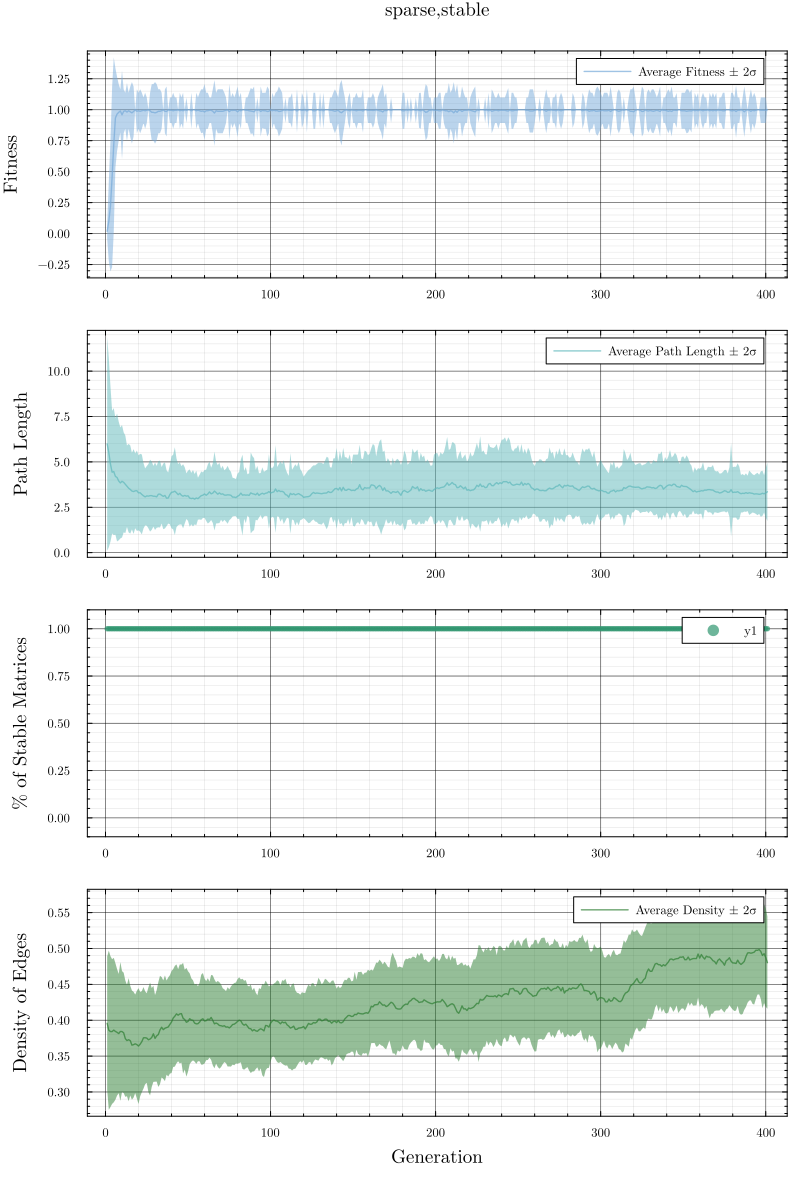 sparse,stable
Fitness
1.25
1.00
0.75
0.50
0.25
0.00
−0.25
Average Fitness ± 2σ
0 100 200 300 400
Path Length
10.0
7.5
5.0
2.5
0.0
Average Path Length ± 2σ
0 100 200 300 400
% of Stable Matrices
1.00
0.75
0.50
0.25
0.00
y1
0 100 200 300 400
Density of Edges
0.55
0.50
0.45
0.40
0.35
0.30
Average Density ± 2σ
0 100 200 300 400
Generation